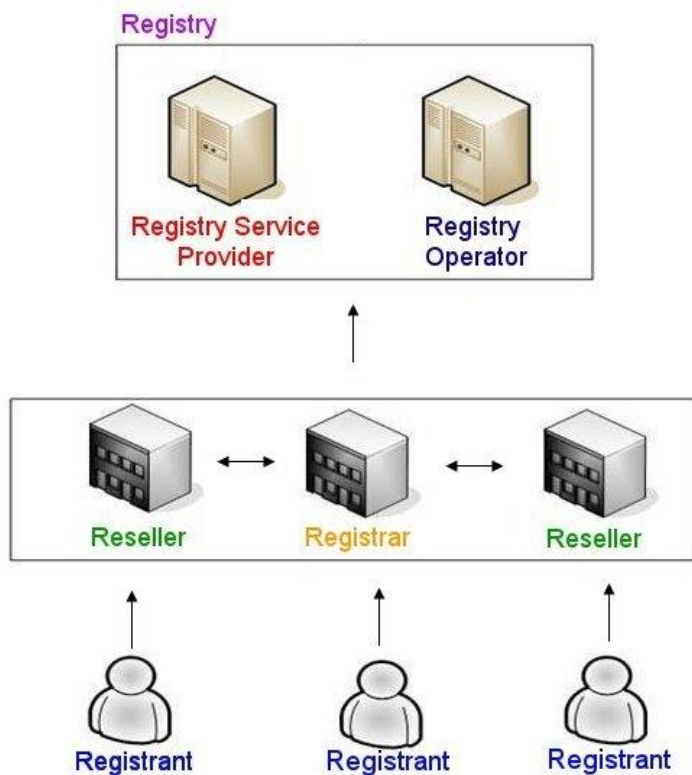 Registry
Registry Service
Provider
Registry
Operator
Reseller
Registrar
Reseller
Registrant
Registrant
Registrant